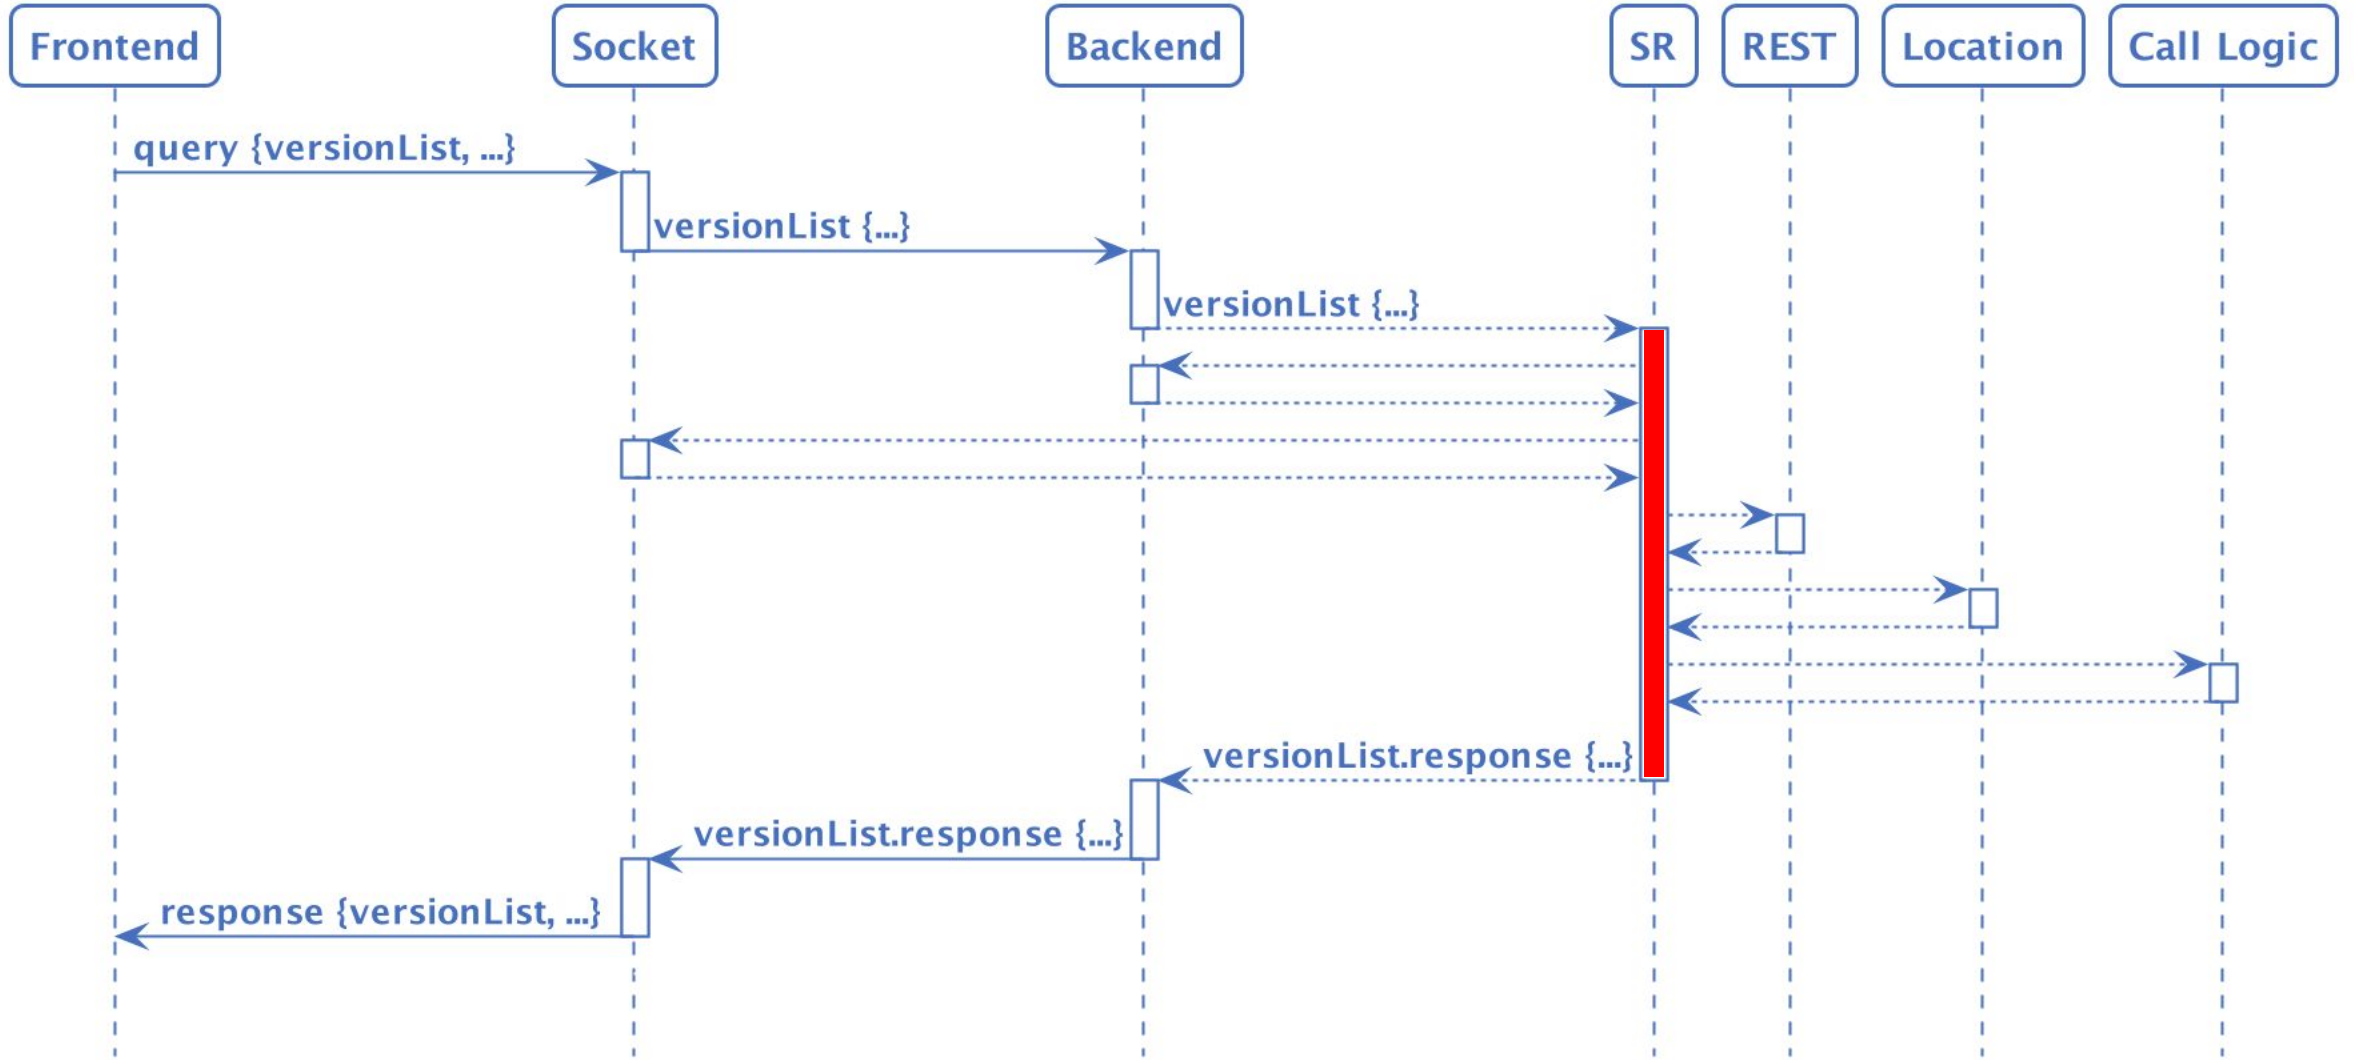 Frontend
Socket
Backend
SR
REST
Location
Call Logic
query {versionList, ...}
versionList {...}
versionList {...}
versionList.response {...}
versionList.response {...}
response {versionList, ...}